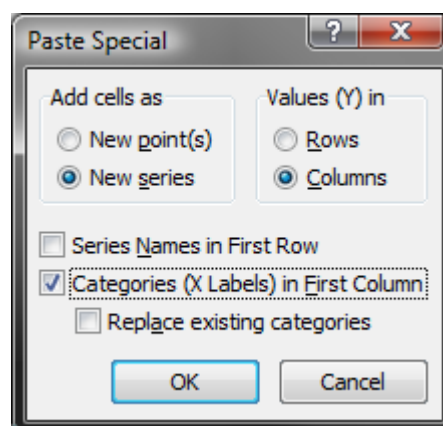 Paste Special
Add cells as
Values (Y) in
New point(s)
Rows
New series
Columns
Series Names in First Row
Categories (X Labels) in First Column
Replace existing categories
OK
Cancel